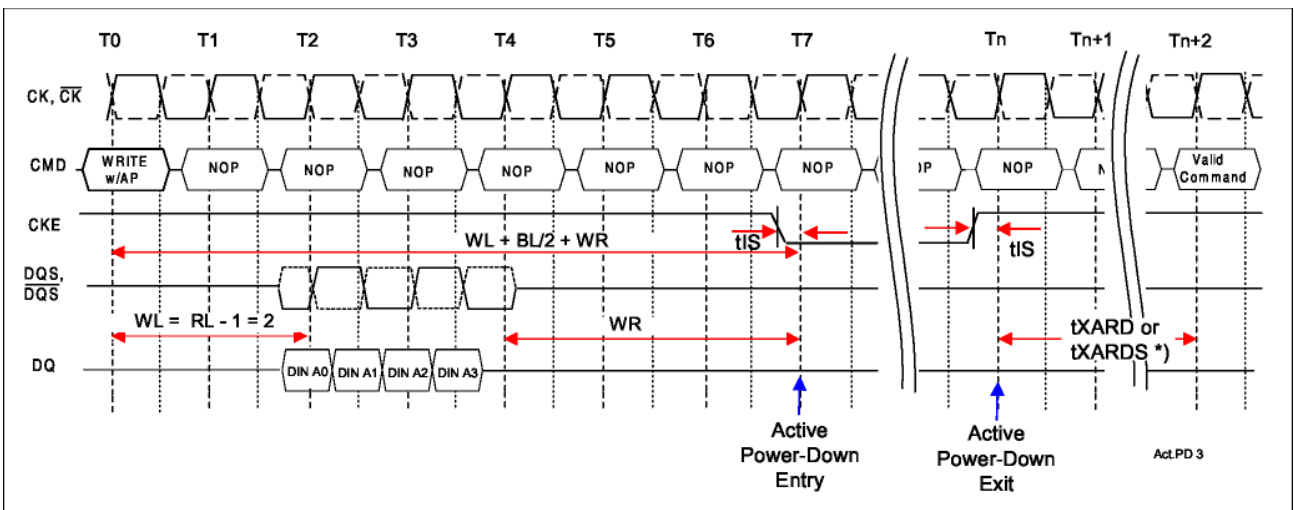 T0 T1 T2 T3 T4 T5 T6 T7 Tn Tn+1 Tn+2
CK, CK
CMD WRITE w/AP NOP NOP NOP NOP NOP NOP NOP OP NOP N Valid Command
CKE
WL + BL/2 + WR
tIS
tIS
DQS,
DQS
WL = RL - 1 = 2
WR
tXARD or
tXARDS *)
DQ
DIN A0 DIN A1 DIN A2 DIN A3
Active
Power-Down
Entry
Active
Power-Down
Exit
Act.PD 3